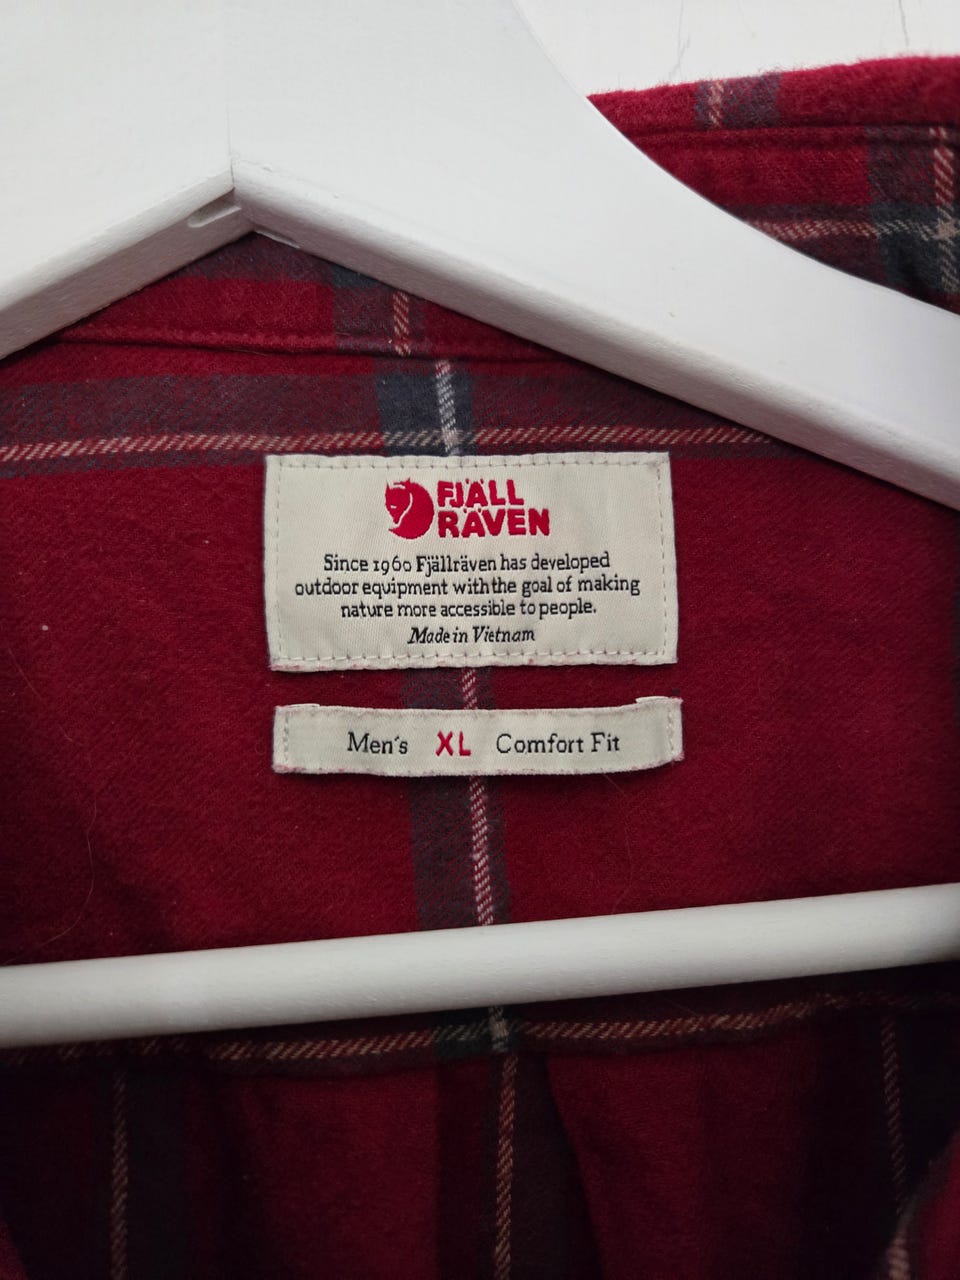 FJÄLL
RÄVEN
Since 1960 Fjällräven has developed
outdoor equipment with the goal of making
nature more accessible to people.
Made in Vietnam
Men's XL Comfort Fit